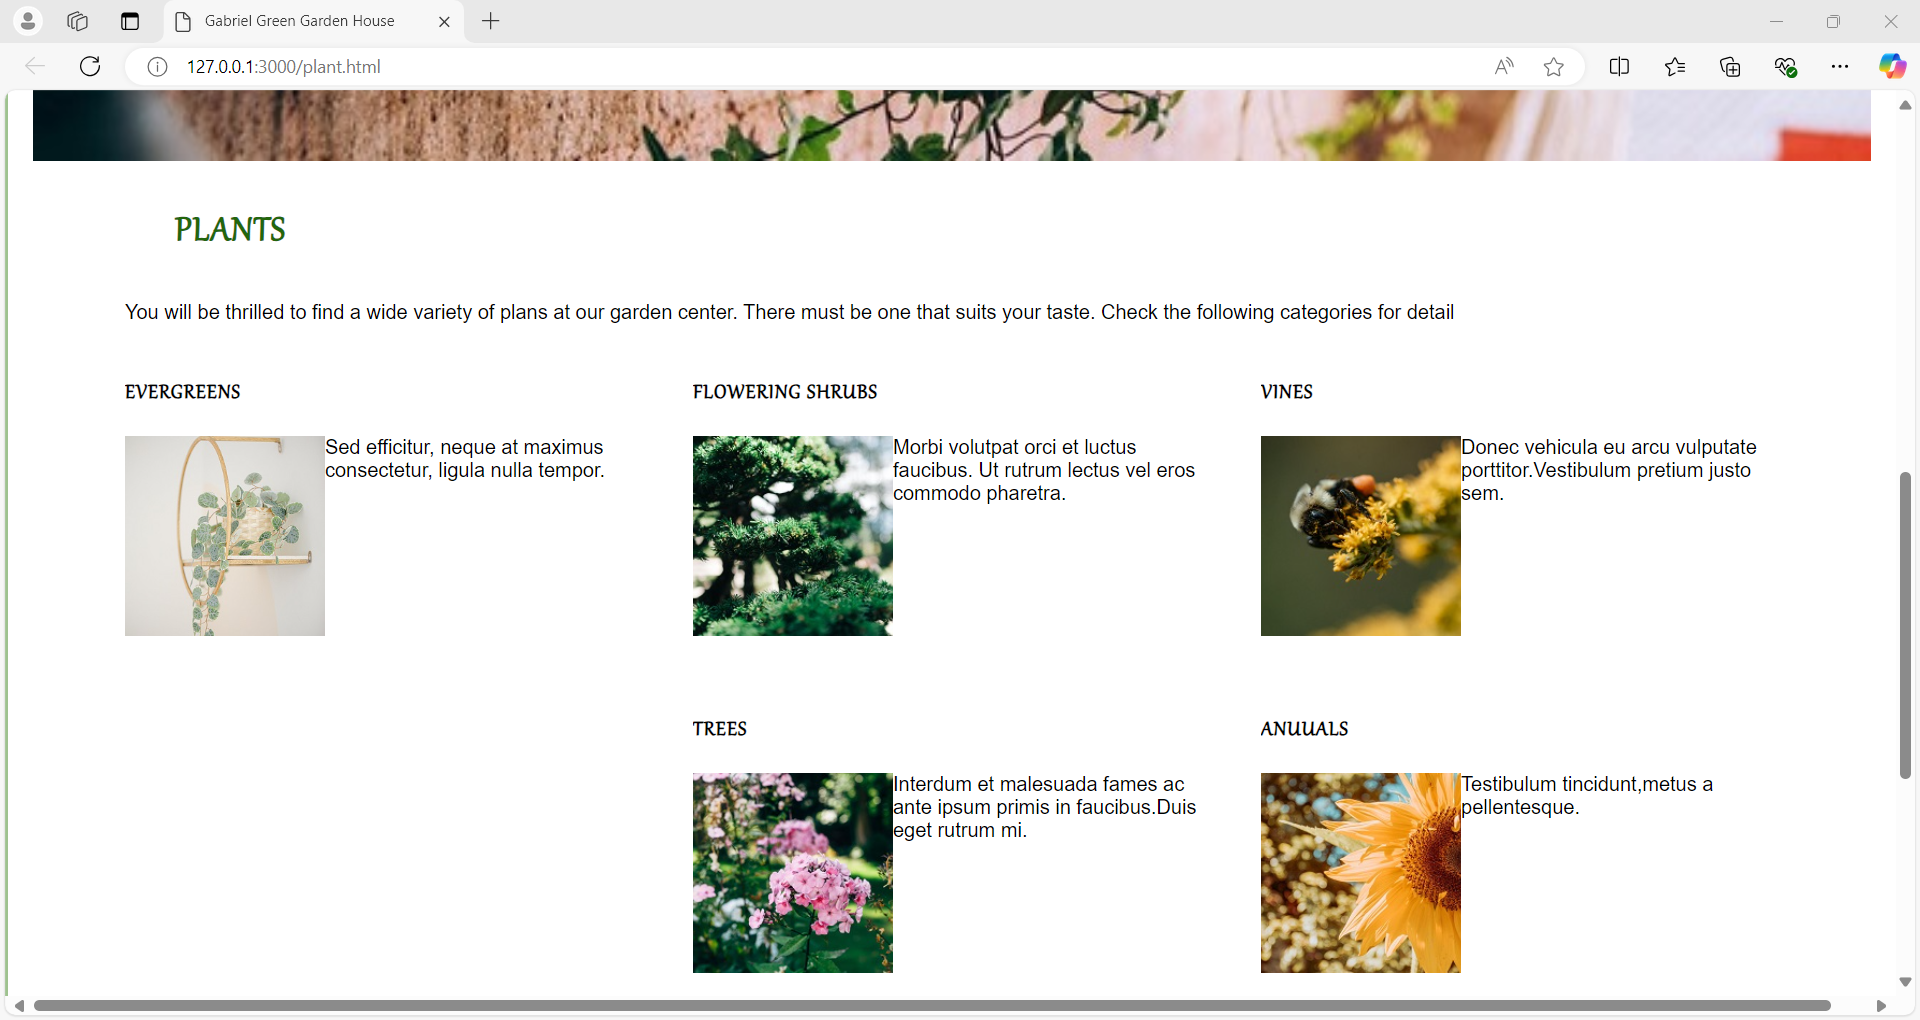 Gabriel Green Garden House
127.0.0.1:3000/plant.html
PLANTS
You will be thrilled to find a wide variety of plans at our garden center. There must be one that suits your taste. Check the following categories for detail
EVERGREENS
Sed efficitur, neque at maximus
consectetur, ligula nulla tempor.
FLOWERING SHRUBS
Morbi volutpat orci et luctus
faucibus. Ut rutrum lectus vel eros
commodo pharetra.
VINES
Donec vehicula eu arcu vulputate
porttitor.Vestibulum pretium justo
sem.
TREES
Interdum et malesuada fames ac
ante ipsum primis in faucibus.Duis
eget rutrum mi.
ANUUALS
Testibulum tincidunt,metus a
pellentesque.